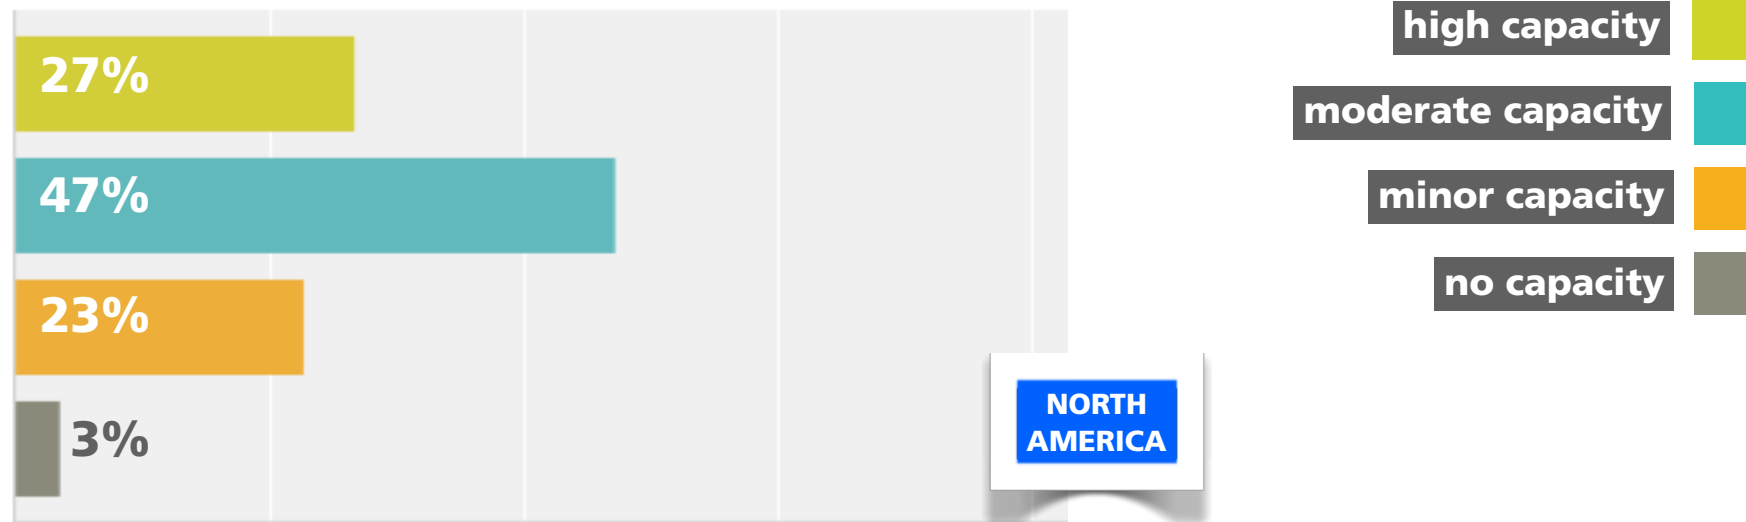 27%
47%
23%
3%
high capacity
moderate capacity
minor capacity
no capacity
NORTH
AMERICA